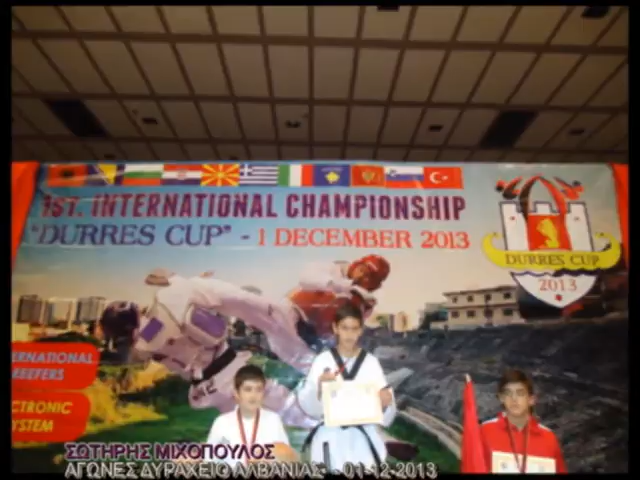 1ST. INTERNATIONAL CHAMPIONSHIP
"DURRES CUP" - 1 DECEMBER 2013
DURRES CUP
2013
ERNATIONAL
REEFERS
CTRONIC
YSTEM
ΣΩΤΗΡΗΣ ΜΙΧΟΠΟΥΛΟΣ
ΑΓΩΝΕΣ ΔΥΡΑΧΕΙΟ ΑΛΒΑΝΙΑΣ - 01-12-2013